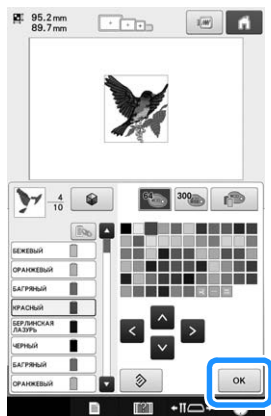 95.2 mm
89.7 mm
4
10
64
300
БЕЖЕВЫЙ
ОРАНЖЕВЫЙ
БАГРЯНЫЙ
КРАСНЫЙ
БЕРЛИНСКАЯ
ЛАЗУРЬ
ЧЕРНЫЙ
БАГРЯНЫЙ
ОРАНЖЕВЫЙ
OK